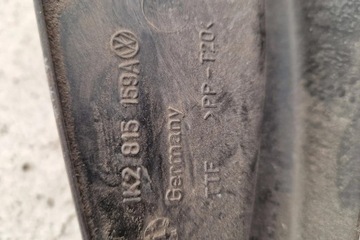 1K2 815 159A
Germany
>PP-T20<
TTF